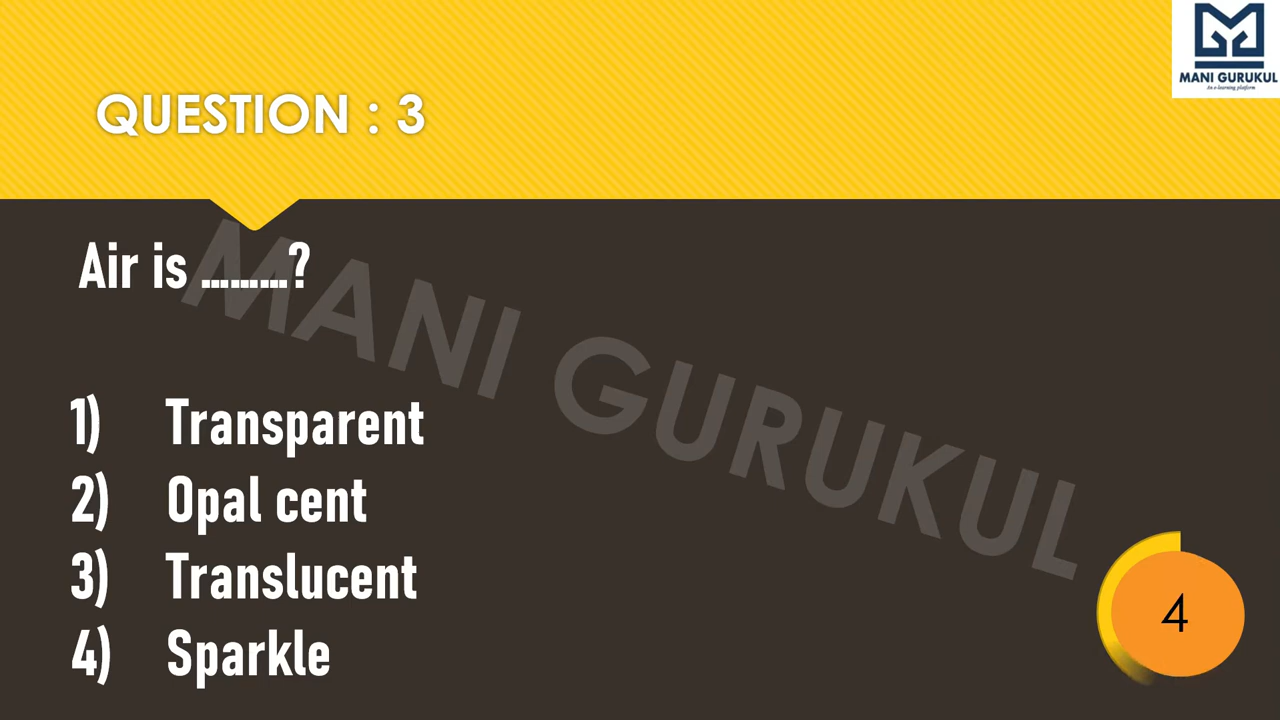 MANI GURUKUL
An e-learning platform
QUESTION : 3
Air is .........?
MANI GURUKUL
1) Transparent
2) Opal cent
3) Translucent
4) Sparkle
4